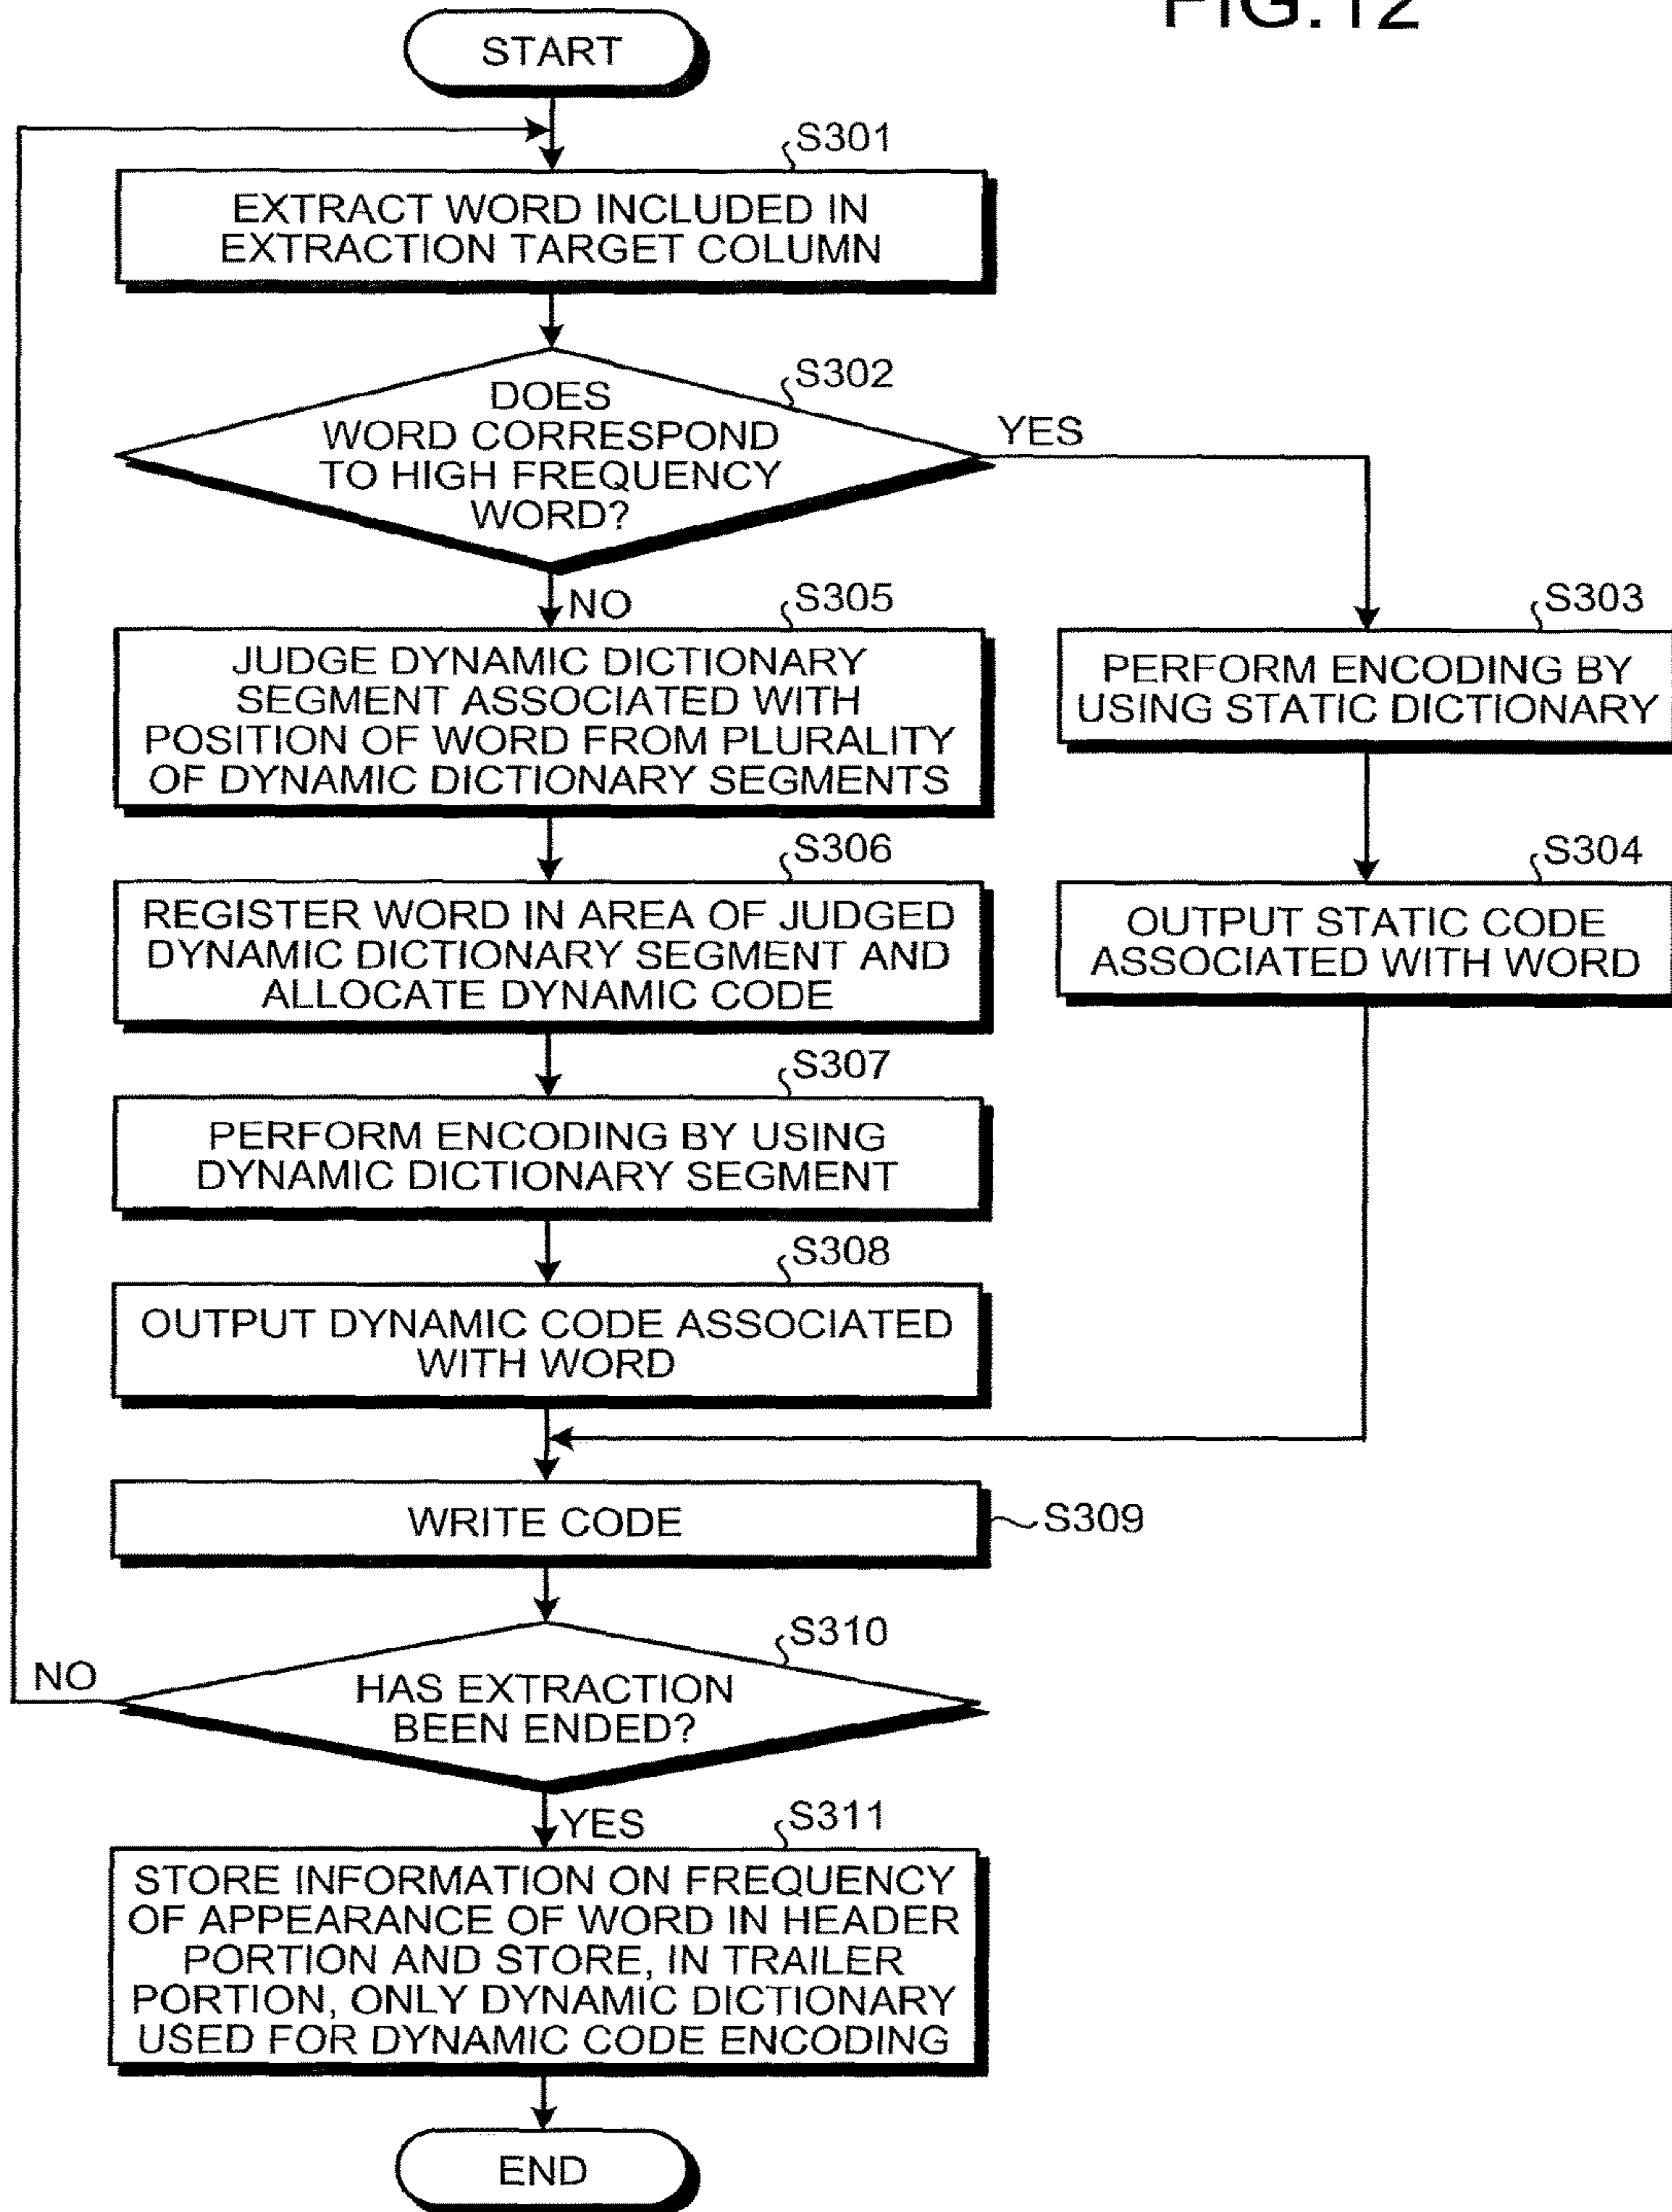 FIG.12
START
S301
EXTRACT WORD INCLUDED IN
EXTRACTION TARGET COLUMN
S302
DOES
WORD CORRESPOND
TO HIGH FREQUENCY
WORD?
YES
NO
S303
PERFORM ENCODING BY
USING STATIC DICTIONARY
S304
OUTPUT STATIC CODE
ASSOCIATED WITH WORD
S305
JUDGE DYNAMIC DICTIONARY
SEGMENT ASSOCIATED WITH
POSITION OF WORD FROM PLURALITY
OF DYNAMIC DICTIONARY SEGMENTS
S306
REGISTER WORD IN AREA OF JUDGED
DYNAMIC DICTIONARY SEGMENT AND
ALLOCATE DYNAMIC CODE
S307
PERFORM ENCODING BY USING
DYNAMIC DICTIONARY SEGMENT
S308
OUTPUT DYNAMIC CODE ASSOCIATED
WITH WORD
WRITE CODE
S309
S310
NO
HAS EXTRACTION
BEEN ENDED?
YES
S311
STORE INFORMATION ON FREQUENCY
OF APPEARANCE OF WORD IN HEADER
PORTION AND STORE, IN TRAILER
PORTION, ONLY DYNAMIC DICTIONARY
USED FOR DYNAMIC CODE ENCODING
END